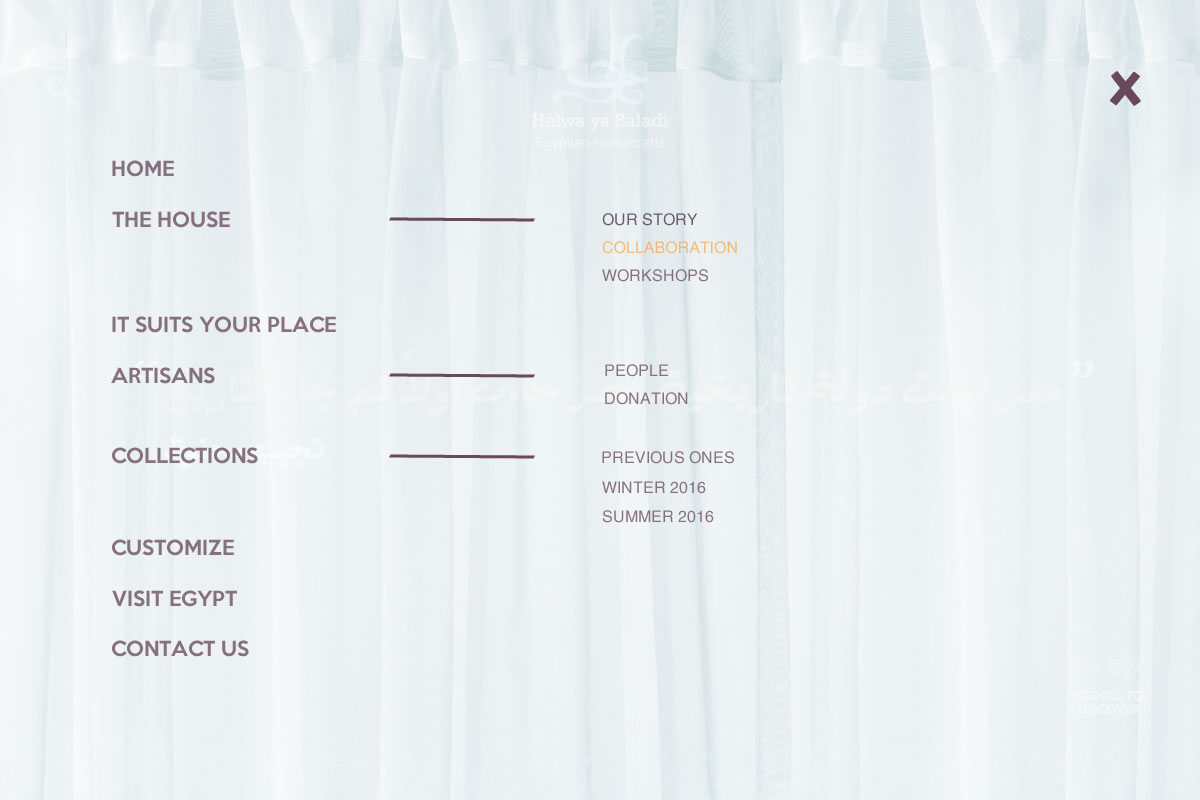 Helwa ya Baladi
Egyptian Handicrafts
HOME
THE HOUSE
OUR STORY
COLLABORATION
WORKSHOPS
IT SUITS YOUR PLACE
ARTISANS
PEOPLE
DONATION
COLLECTIONS
PREVIOUS ONES
WINTER 2016
SUMMER 2016
CUSTOMIZE
VISIT EGYPT
CONTACT US
SCROLL TO
DISCOVER